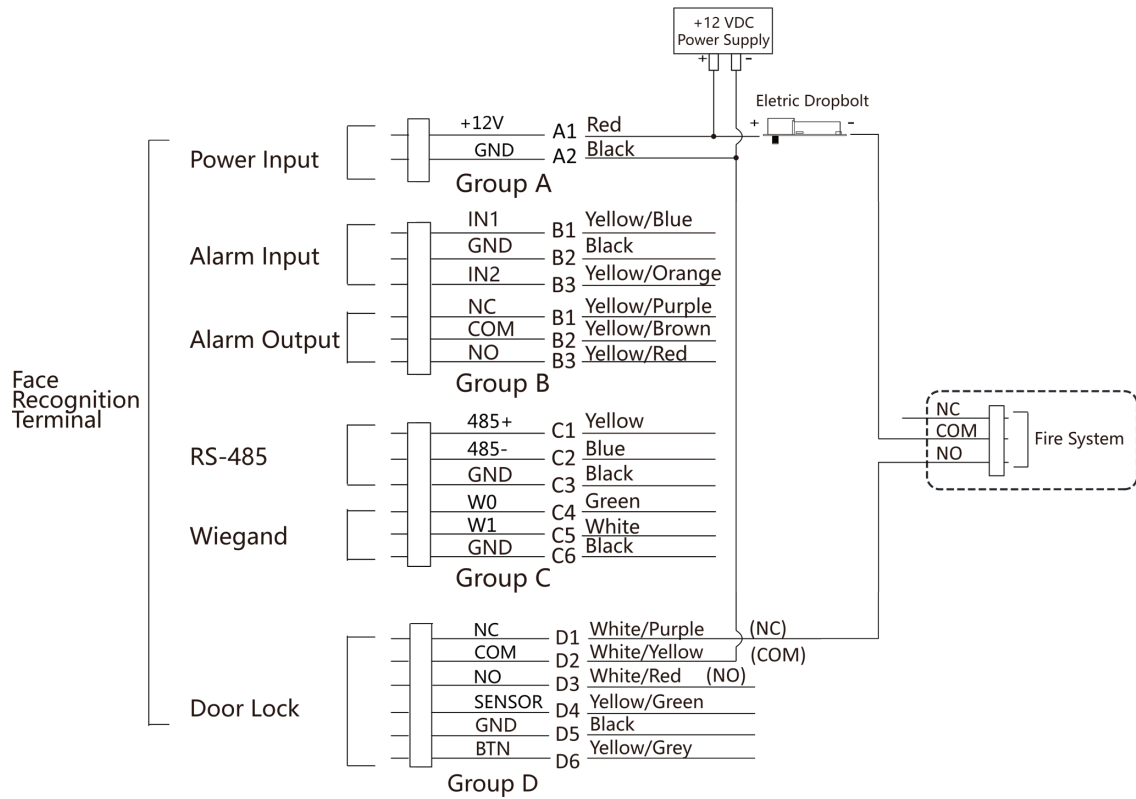 +12 VDC
Power Supply
+ -
Eletric Dropbolt
+ -
Face
Recognition
Terminal
Power Input
+12V A1 Red
GND A2 Black
Group A
Alarm Input
IN1 B1 Yellow/Blue
GND B2 Black
IN2 B3 Yellow/Orange
Alarm Output
NC B1 Yellow/Purple
COM B2 Yellow/Brown
NO B3 Yellow/Red
Group B
RS-485
485+ C1 Yellow
485- C2 Blue
GND C3 Black
Wiegand
W0 C4 Green
W1 C5 White
GND C6 Black
Group C
Door Lock
NC D1 White/Purple (NC)
COM D2 White/Yellow (COM)
NO D3 White/Red (NO)
SENSOR D4 Yellow/Green
GND D5 Black
BTN D6 Yellow/Grey
Group D
NC
COM
NO
Fire System